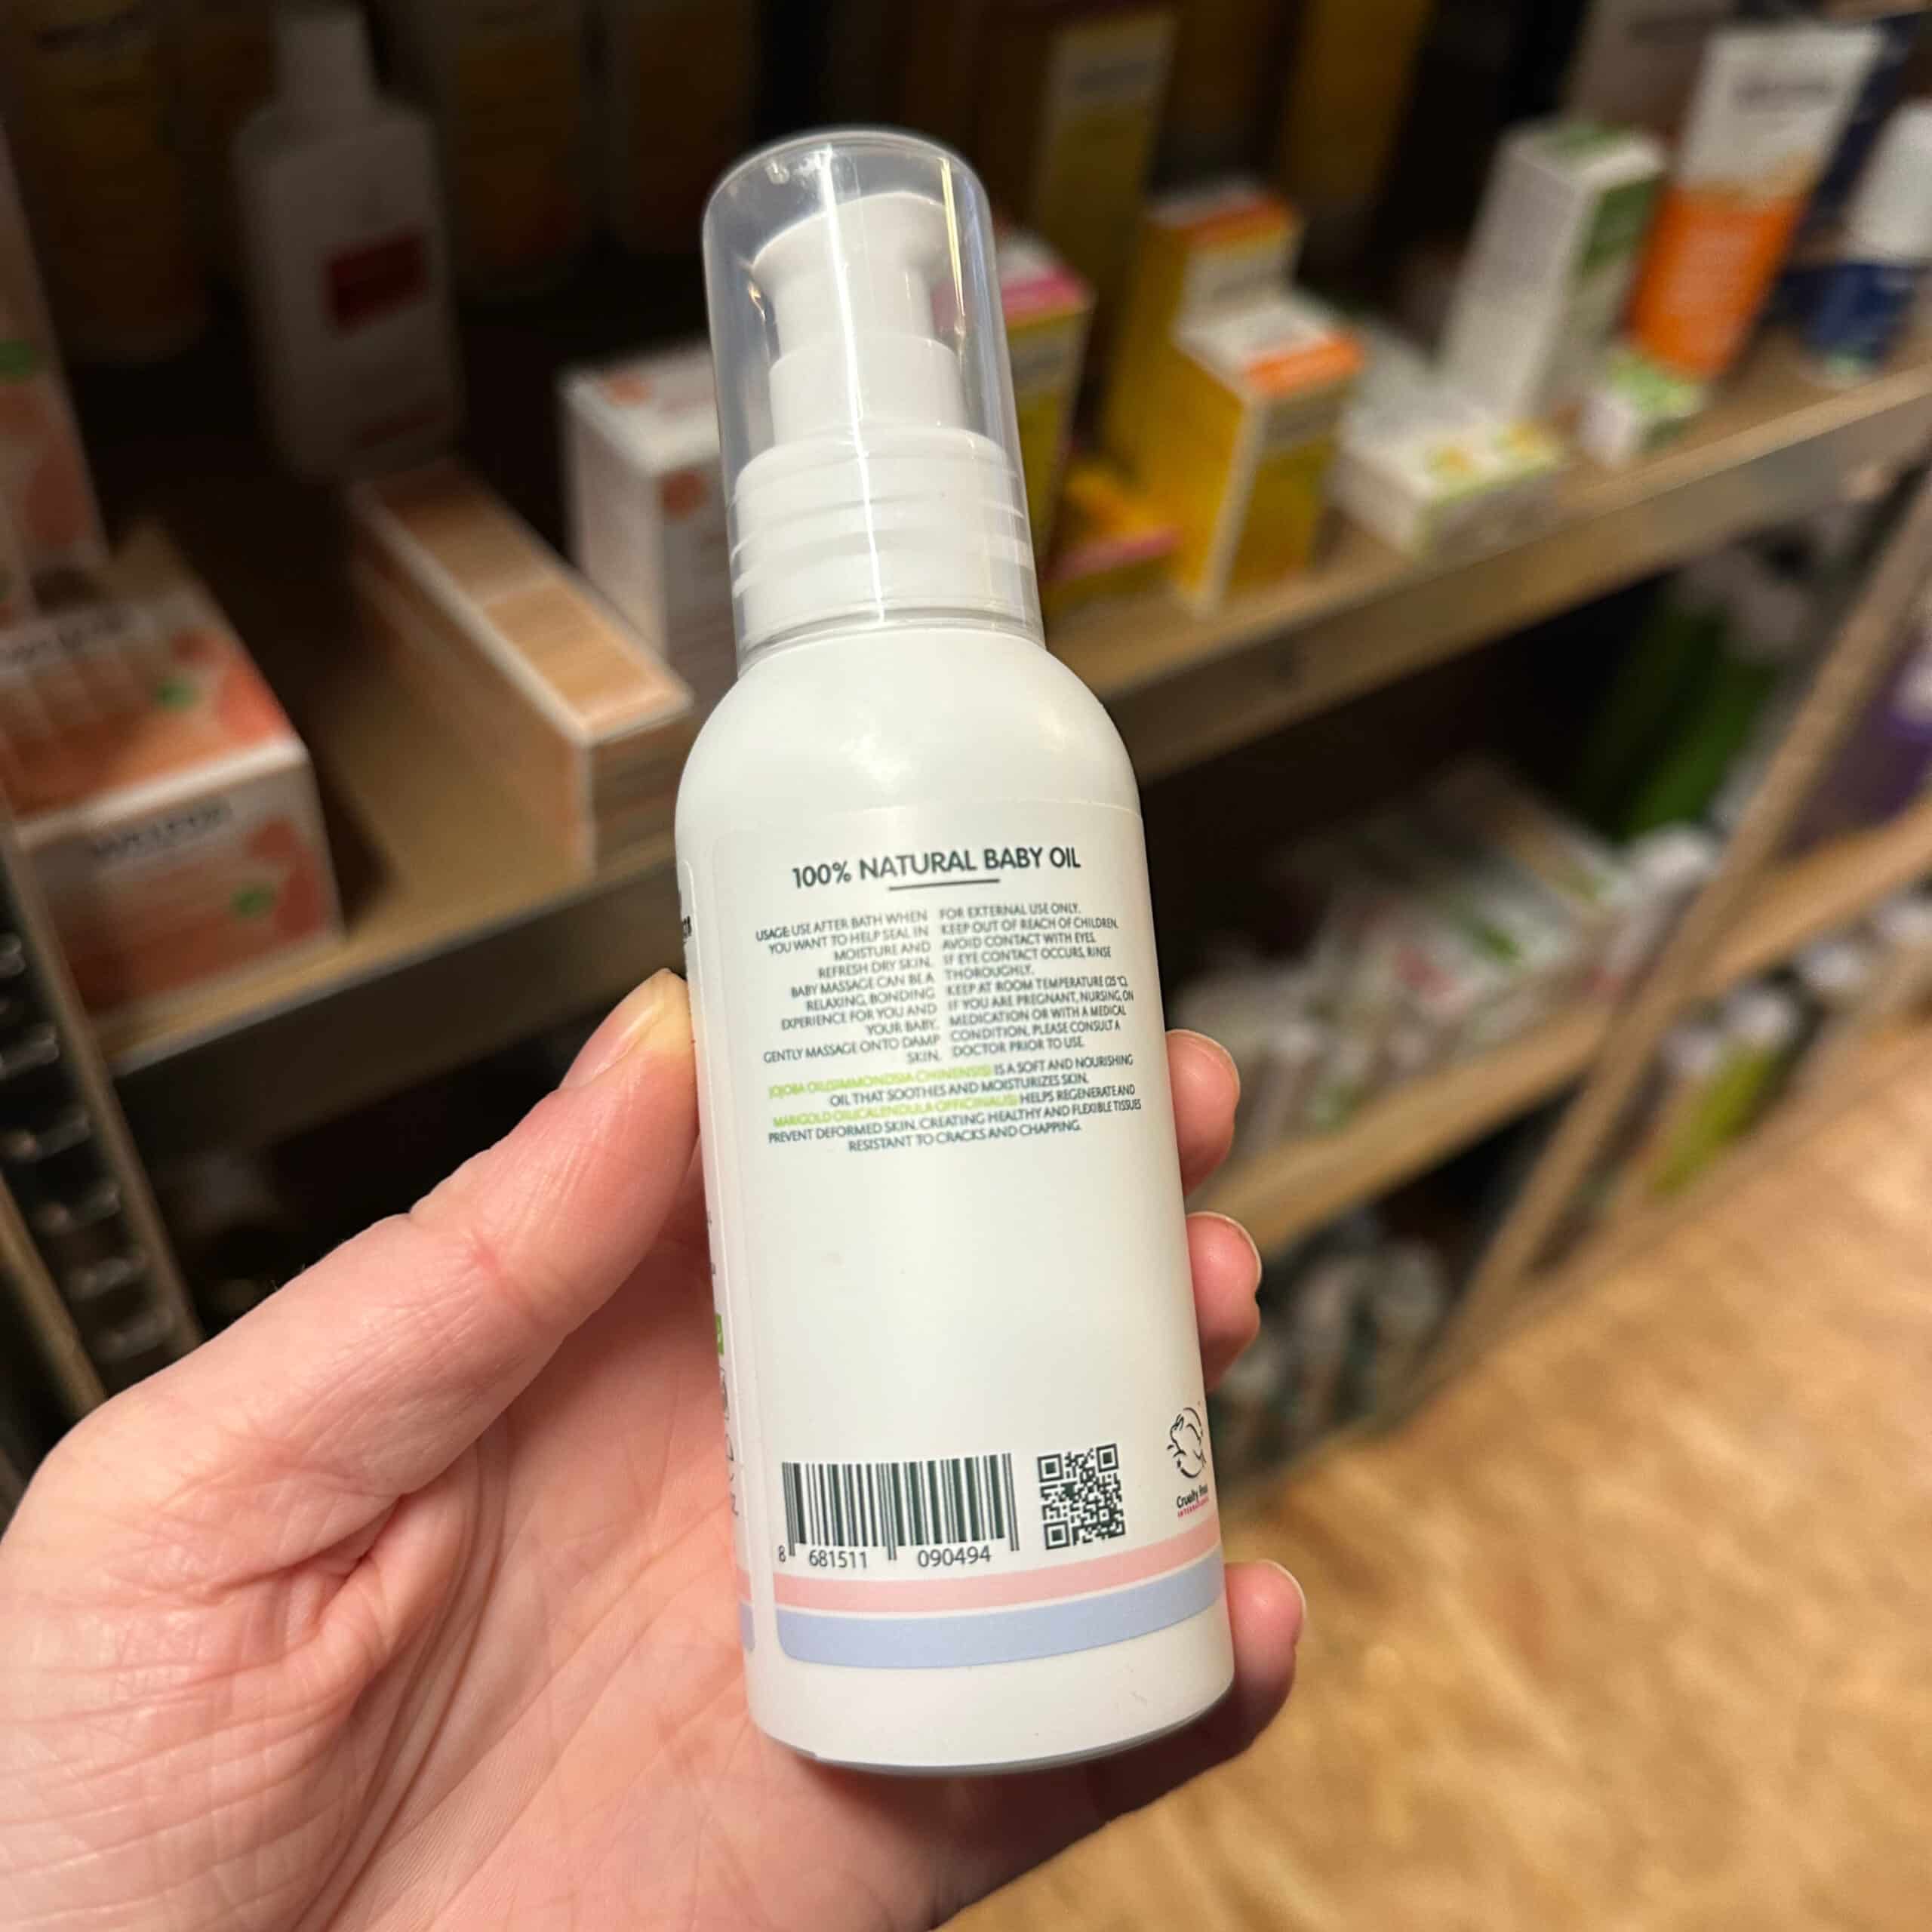 100% NATURAL BABY OIL
USAGE: USE AFTER BATH WHEN
YOU WANT TO HELP SEAL IN
MOISTURE AND
REFRESH DRY SKIN.
BABY MASSAGE CAN BE A
RELAXING, BONDING
EXPERIENCE FOR YOU AND
YOUR BABY.
GENTLY MASSAGE ONTO DAMP
SKIN.
FOR EXTERNAL USE ONLY.
KEEP OUT OF REACH OF CHILDREN.
AVOID CONTACT WITH EYES.
IF EYE CONTACT OCCURS, RINSE
THOROUGHLY.
KEEP AT ROOM TEMPERATURE (25 °C).
IF YOU ARE PREGNANT, NURSING, ON
MEDICATION OR WITH A MEDICAL
CONDITION, PLEASE CONSULT A
DOCTOR PRIOR TO USE.
JOJOBA OIL(SIMMONDSIA CHINENSIS) IS A SOFT AND NOURISHING
OIL THAT SOOTHES AND MOISTURIZES SKIN.
MARIGOLD OIL(CALENDULA OFFICINALIS) HELPS REGENERATE AND
PREVENT DEFORMED SKIN, CREATING HEALTHY AND FLEXIBLE TISSUES
RESISTANT TO CRACKS AND CHAPPING.
8 681511 090494
Cruelty Free
INTERNATIONAL